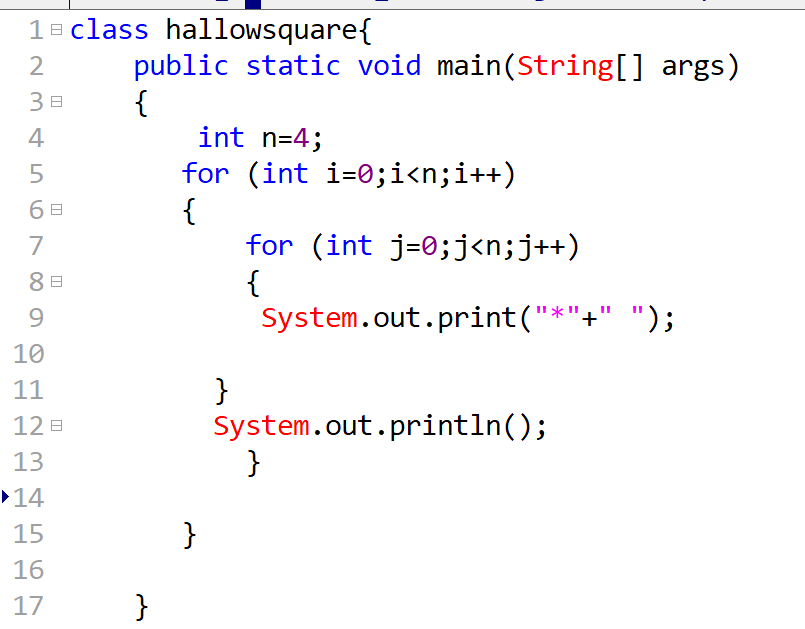 1 class hallowsquare{
2     public static void main(String[] args)
3     {
4         int n=4;
5        for (int i=0;i<n;i++)
6        {
7            for (int j=0;j<n;j++)
8            {
9             System.out.print("*"+" ");
10
11          }
12          System.out.println();
13            }
14
15        }
16
17     }